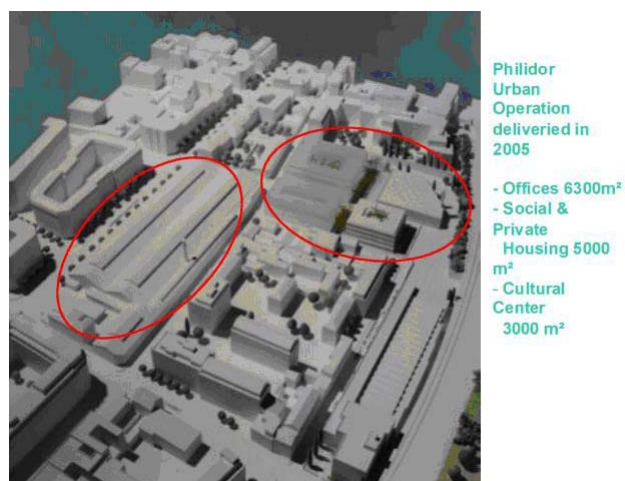 Philidor
Urban
Operation
deliveried in
2005
- Offices 6300m²
- Social &
Private
Housing 5000
m²
- Cultural
Center
3000 m²